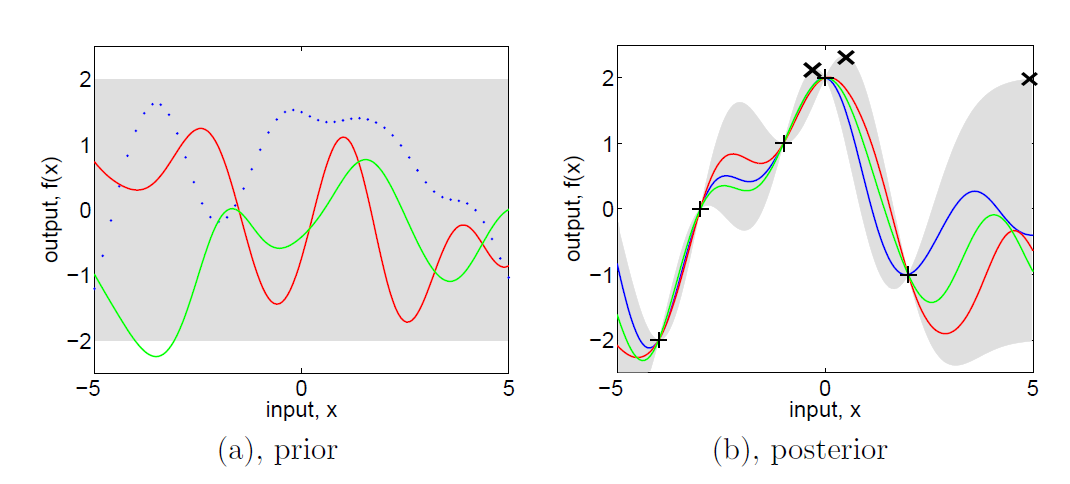 2
1
0
−1
−2
output, f(x)
−5
0
5
input, x
(a), prior
2
1
0
−1
−2
output, f(x)
−5
0
5
input, x
(b), posterior